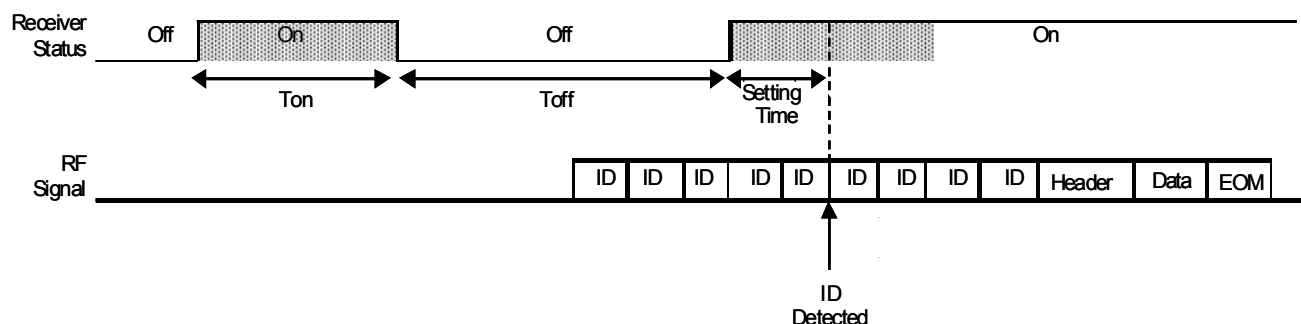 Receiver
Status
Off On Off On
Ton Toff Setting
Time
RF
Signal
ID ID ID ID ID ID ID ID ID Header Data EOM
ID
Detected